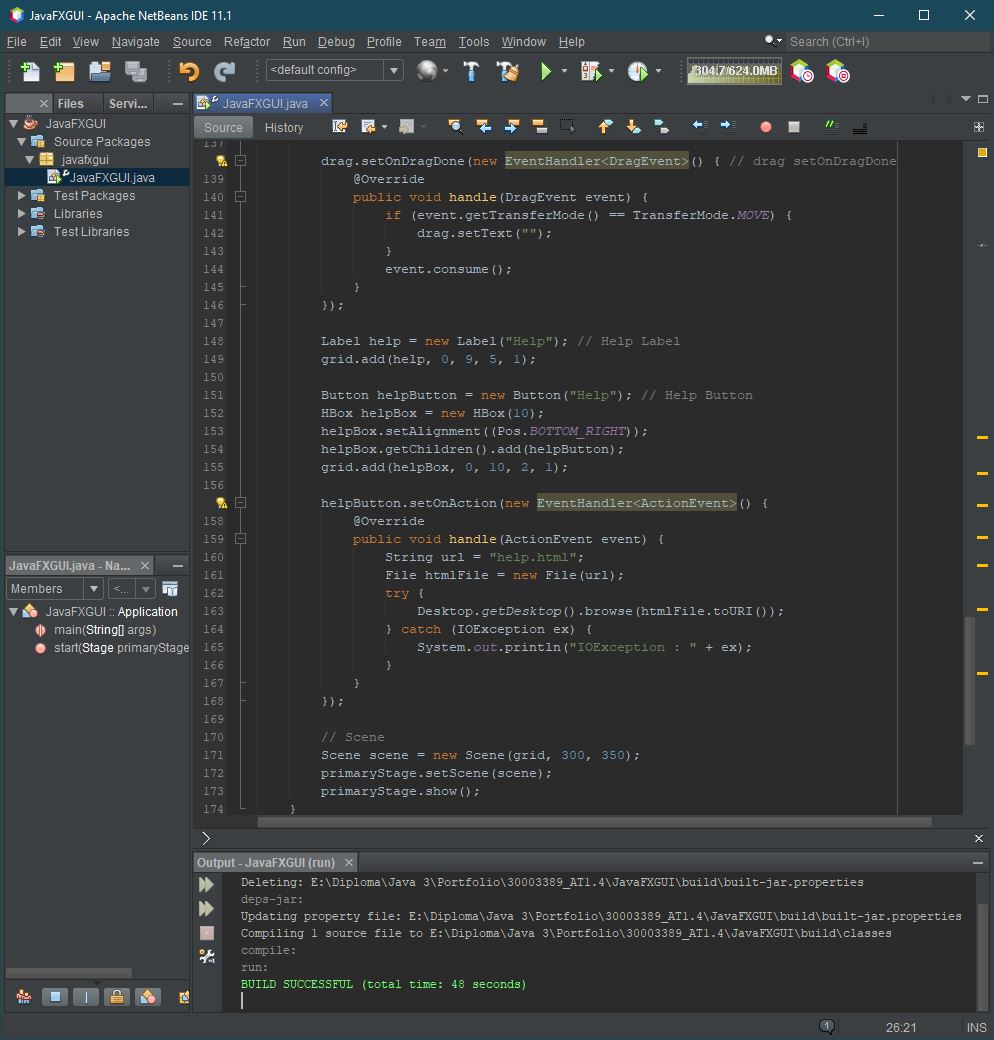 JavaFXGUI - Apache NetBeans IDE 11.1
File Edit View Navigate Source Refactor Run Debug Profile Team Tools Window Help Search (Ctrl+I)
<default config> 304.7/624.0MB
Files Servi... JavaFXGUI.java
JavaFXGUI
Source Packages
javafxgui
JavaFXGUI.java
Test Packages
Libraries
Test Libraries
Source History
137
drag.setOnDragDone(new EventHandler<DragEvent>() { // drag setOnDragDone
139 @Override
140 public void handle(DragEvent event) {
141 if (event.getTransferMode() == TransferMode.MOVE) {
142 drag.setText("");
143 }
144 event.consume();
145 }
146 });
147
148 Label help = new Label("Help"); // Help Label
149 grid.add(help, 0, 9, 5, 1);
150
151 Button helpButton = new Button("Help"); // Help Button
152 HBox helpBox = new HBox(10);
153 helpBox.setAlignment((Pos.BOTTOM_RIGHT));
154 helpBox.getChildren().add(helpButton);
155 grid.add(helpBox, 0, 10, 2, 1);
156
helpButton.setOnAction(new EventHandler<ActionEvent>() {
158 @Override
159 public void handle(ActionEvent event) {
160 String url = "help.html";
161 File htmlFile = new File(url);
162 try {
163 Desktop.getDesktop().browse(htmlFile.toURI());
164 } catch (IOException ex) {
165 System.out.println("IOException : " + ex);
166 }
167 }
168 });
169
170 // Scene
171 Scene scene = new Scene(grid, 300, 350);
172 primaryStage.setScene(scene);
173 primaryStage.show();
174 }
JavaFXGUI.java - Na...
Members <...
JavaFXGUI :: Application
main(String[] args)
start(Stage primaryStage
Output - JavaFXGUI (run)
Deleting: E:\Diploma\Java 3\Portfolio\30003389_AT1.4\JavaFXGUI\build\built-jar.properties
deps-jar:
Updating property file: E:\Diploma\Java 3\Portfolio\30003389_AT1.4\JavaFXGUI\build\built-jar.properties
Compiling 1 source file to E:\Diploma\Java 3\Portfolio\30003389_AT1.4\JavaFXGUI\build\classes
compile:
run:
BUILD SUCCESSFUL (total time: 48 seconds)
1 26:21 INS